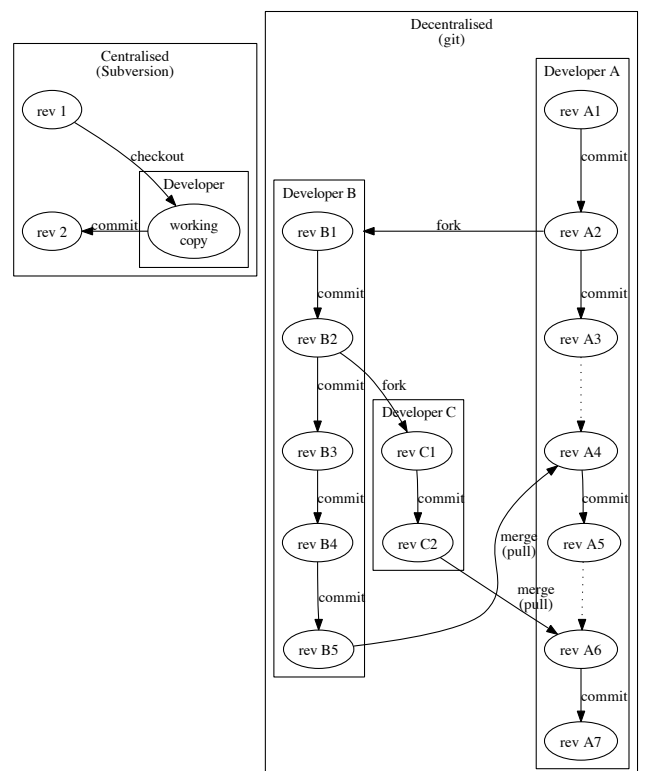 Centralised
(Subversion)
rev 1
checkout
Developer
working
copy
commit
rev 2
Decentralised
(git)
Developer A
rev A1
commit
rev A2
fork
commit
rev A3
rev A4
commit
rev A5
rev A6
commit
rev A7
Developer B
rev B1
commit
rev B2
fork
commit
rev B3
commit
rev B4
commit
rev B5
Developer C
rev C1
commit
rev C2
merge
(pull)
merge
(pull)